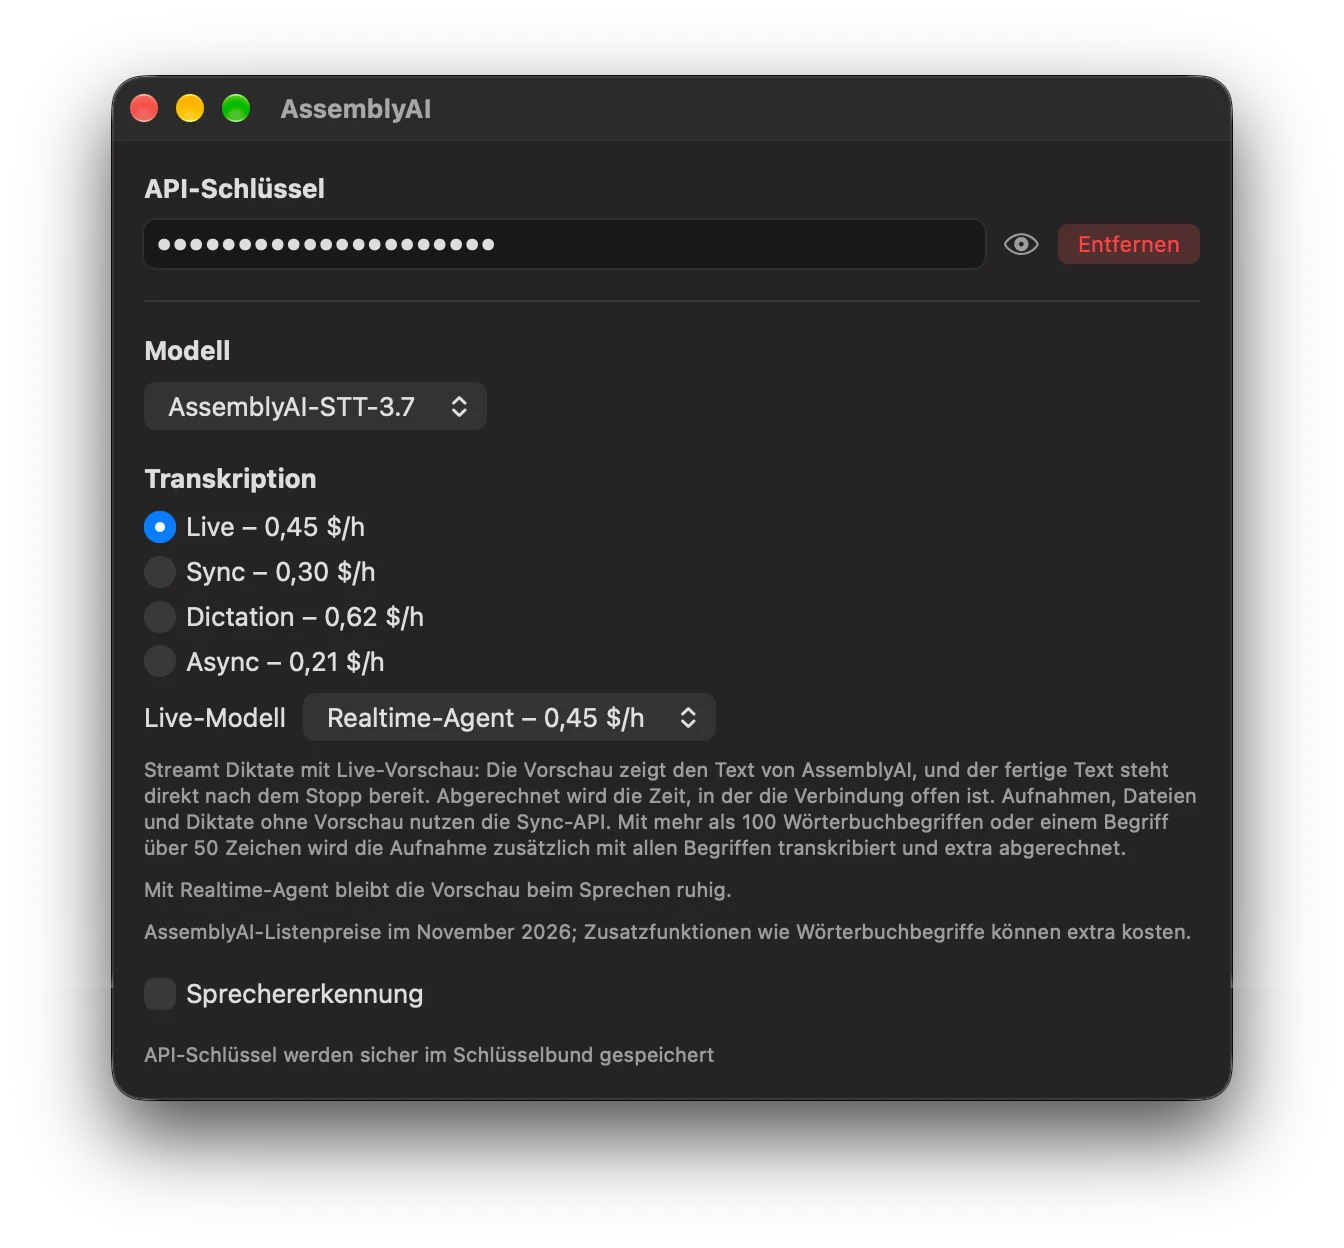 AssemblyAI
API-Schlüssel
●●●●●●●●●●●●●●●●●●●●●
Entfernen
Modell
AssemblyAI-STT-3.7
Transkription
Live – 0,45 $/h
Sync – 0,30 $/h
Dictation – 0,62 $/h
Async – 0,21 $/h
Live-Modell Realtime-Agent – 0,45 $/h
Streamt Diktate mit Live-Vorschau: Die Vorschau zeigt den Text von AssemblyAI, und der fertige Text steht
direkt nach dem Stopp bereit. Abgerechnet wird die Zeit, in der die Verbindung offen ist. Aufnahmen, Dateien
und Diktate ohne Vorschau nutzen die Sync-API. Mit mehr als 100 Wörterbuchbegriffen oder einem Begriff
über 50 Zeichen wird die Aufnahme zusätzlich mit allen Begriffen transkribiert und extra abgerechnet.
Mit Realtime-Agent bleibt die Vorschau beim Sprechen ruhig.
AssemblyAI-Listenpreise im November 2026; Zusatzfunktionen wie Wörterbuchbegriffe können extra kosten.
Sprechererkennung
API-Schlüssel werden sicher im Schlüsselbund gespeichert